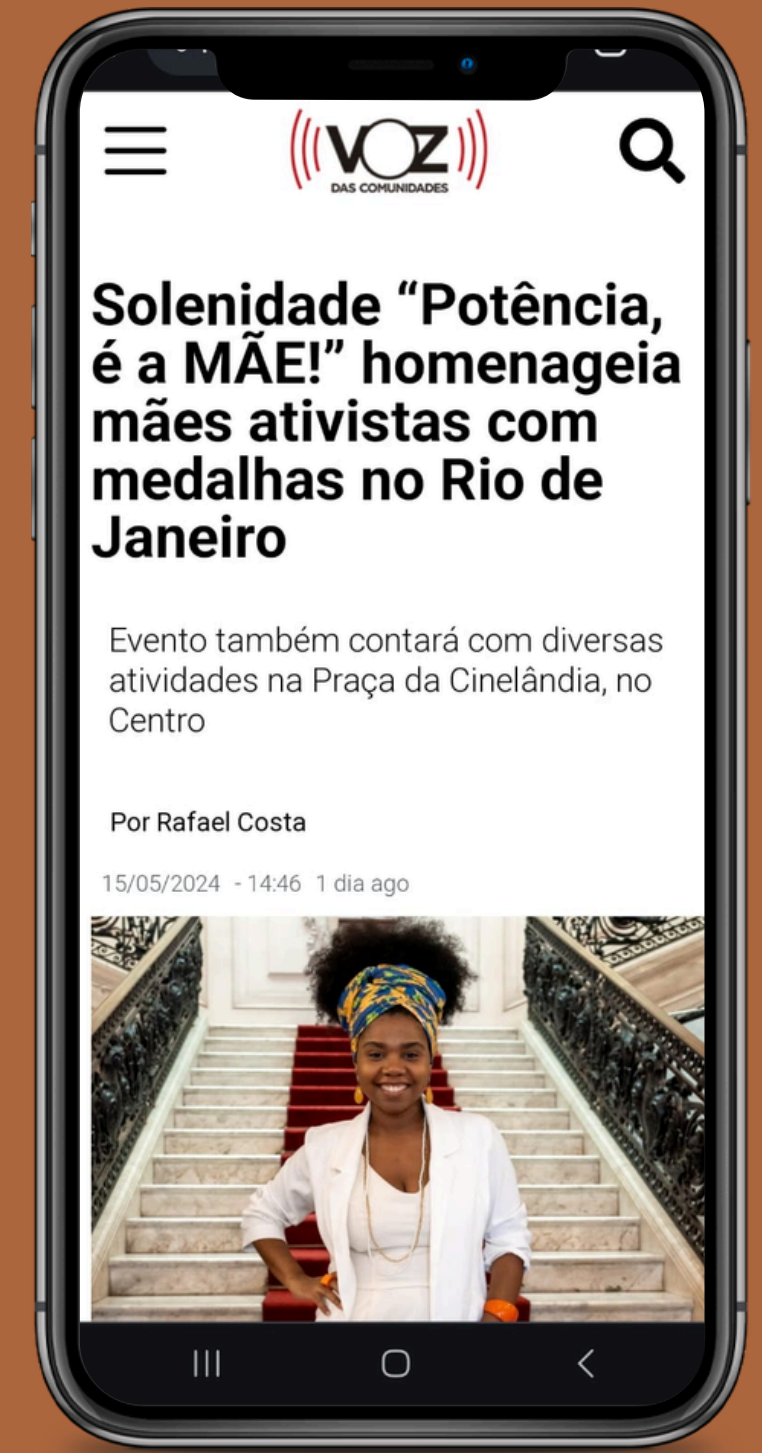 VOZ
DAS COMUNIDADES
Solenidade “Potência,
é a MÃE!” homenageia
mães ativistas com
medalhas no Rio de
Janeiro
Evento também contará com diversas
atividades na Praça da Cinelândia, no
Centro
Por Rafael Costa
15/05/2024 - 14:46 1 dia ago